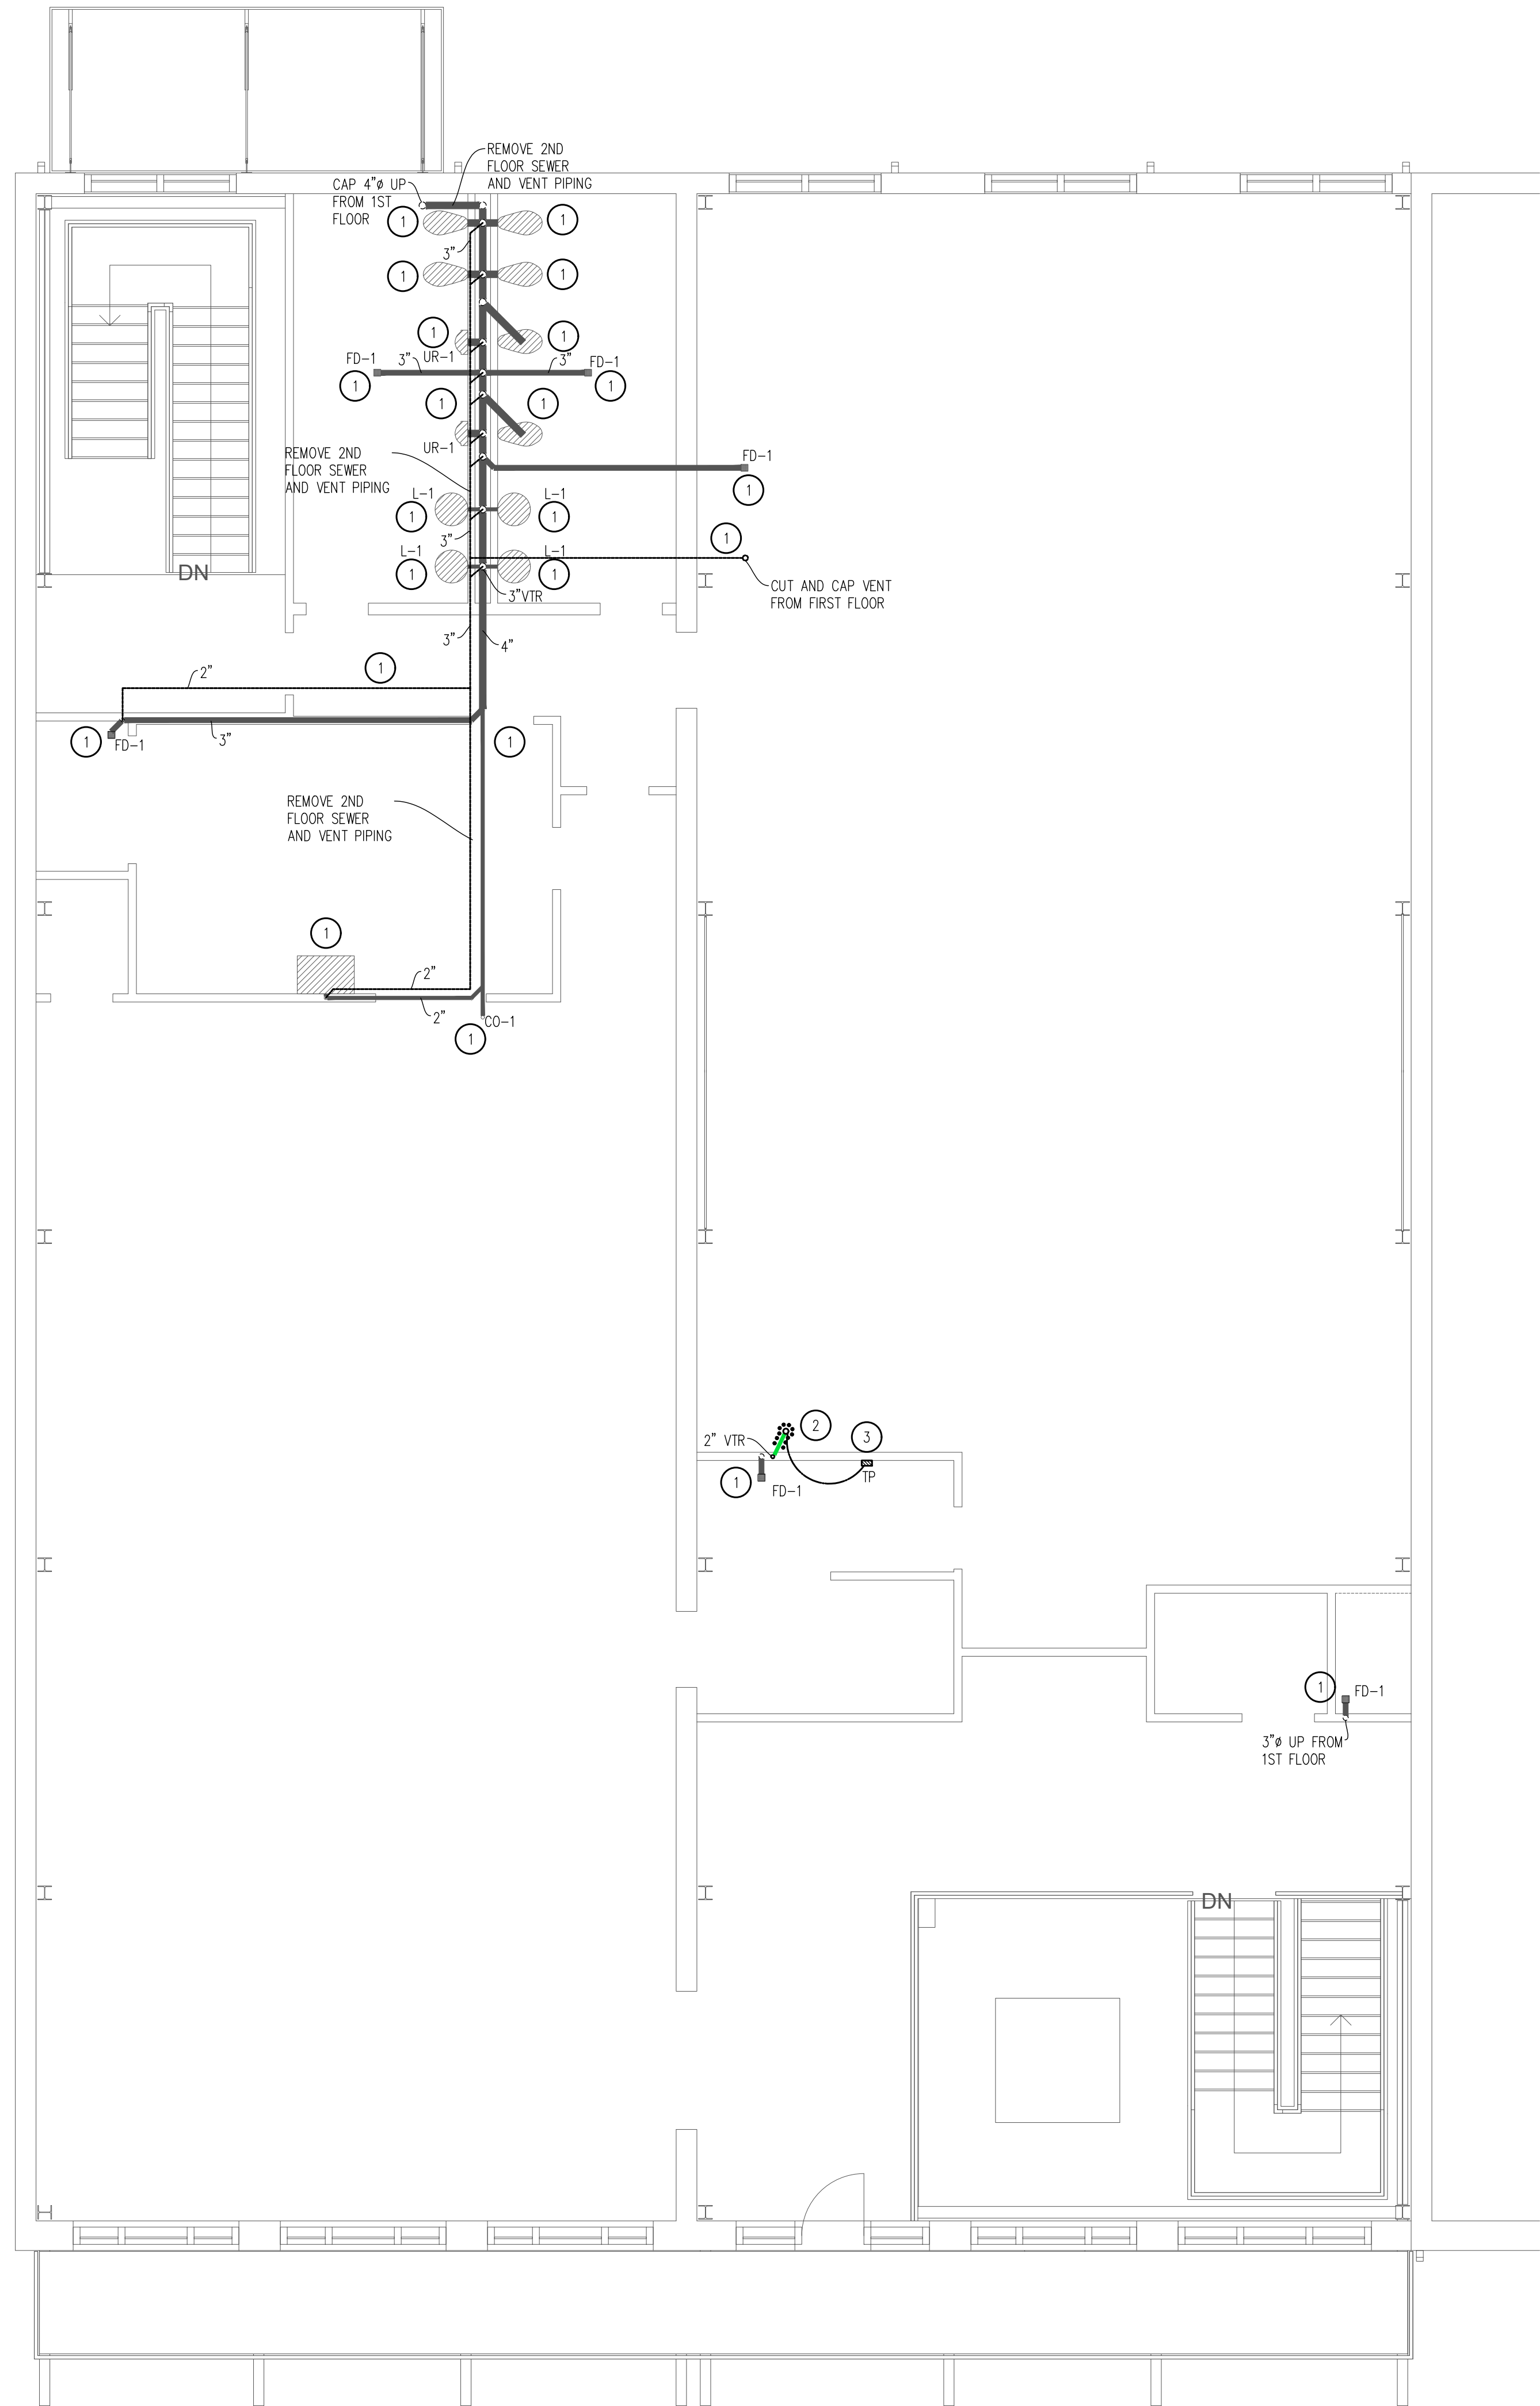 REMOVE 2ND
FLOOR SEWER
AND VENT PIPING
CAP 4"ø UP
FROM 1ST
FLOOR
1
1
3"
1
1
1
UR-1
1
FD-1
3"
3"
FD-1
1
1
1
1
UR-1
REMOVE 2ND
FLOOR SEWER
AND VENT PIPING
FD-1
1
L-1
1
L-1
1
3"
1
L-1
1
L-1
1
DN
CUT AND CAP VENT
FROM FIRST FLOOR
3"VTR
3"
4"
1
2"
1
FD-1
3"
1
REMOVE 2ND
FLOOR SEWER
AND VENT PIPING
1
2"
2"
CO-1
1
2
3
2" VTR
TP
1
FD-1
1
FD-1
3"ø UP FROM
1ST FLOOR
DN